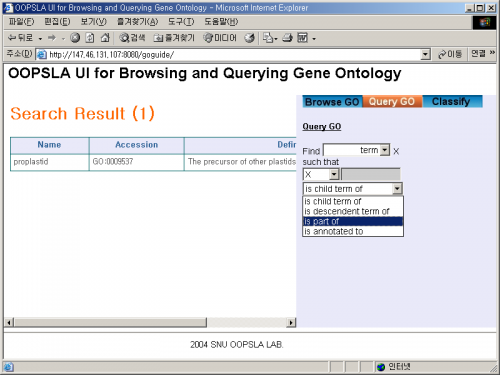 OOPSLA UI for Browsing and Querying Gene Ontology - Microsoft Internet Explorer
파일(F) 편집(E) 보기(V) 즐겨찾기(A) 도구(T) 도움말(H)
뒤로 검색 즐겨찾기 미디어
주소(D) http://147.46.131.107:8080/goguide/ 이동 연결 »
OOPSLA UI for Browsing and Querying Gene Ontology
Search Result (1)
Name Accession Defin
proplastid GO:0009537 The precursor of other plastids
Browse GO Query GO Classify
Query GO
Find term X
such that
X
is child term of
is child term of
is descendent term of
is part of
is annotated to
2004 SNU OOPSLA LAB.
인터넷